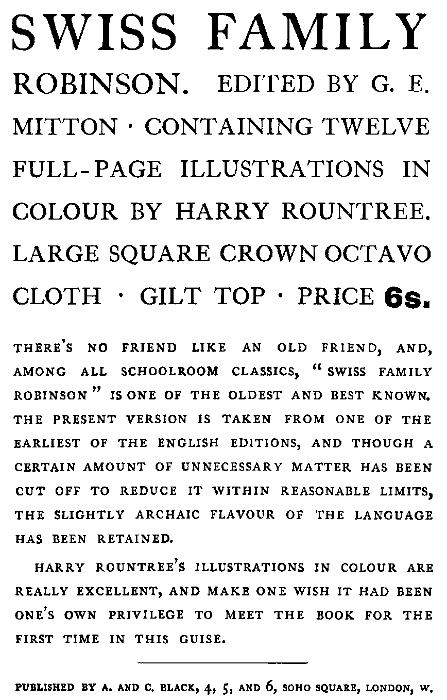 SWISS FAMILY
ROBINSON. EDITED BY G. E.
MITTON · CONTAINING TWELVE
FULL-PAGE ILLUSTRATIONS IN
COLOUR BY HARRY ROUNTREE.
LARGE SQUARE CROWN OCTAVO
CLOTH · GILT TOP · PRICE 6s.
THERE'S NO FRIEND LIKE AN OLD FRIEND, AND,
AMONG ALL SCHOOLROOM CLASSICS, "SWISS FAMILY
ROBINSON" IS ONE OF THE OLDEST AND BEST KNOWN.
THE PRESENT VERSION IS TAKEN FROM ONE OF THE
EARLIEST OF THE ENGLISH EDITIONS, AND THOUGH A
CERTAIN AMOUNT OF UNNECESSARY MATTER HAS BEEN
CUT OFF TO REDUCE IT WITHIN REASONABLE LIMITS,
THE SLIGHTLY ARCHAIC FLAVOUR OF THE LANGUAGE
HAS BEEN RETAINED.
HARRY ROUNTREE'S ILLUSTRATIONS IN COLOUR ARE
REALLY EXCELLENT, AND MAKE ONE WISH IT HAD BEEN
ONE'S OWN PRIVILEGE TO MEET THE BOOK FOR THE
FIRST TIME IN THIS GUISE.
PUBLISHED BY A. AND C. BLACK, 4, 5, AND 6, SOHO SQUARE, LONDON, W.